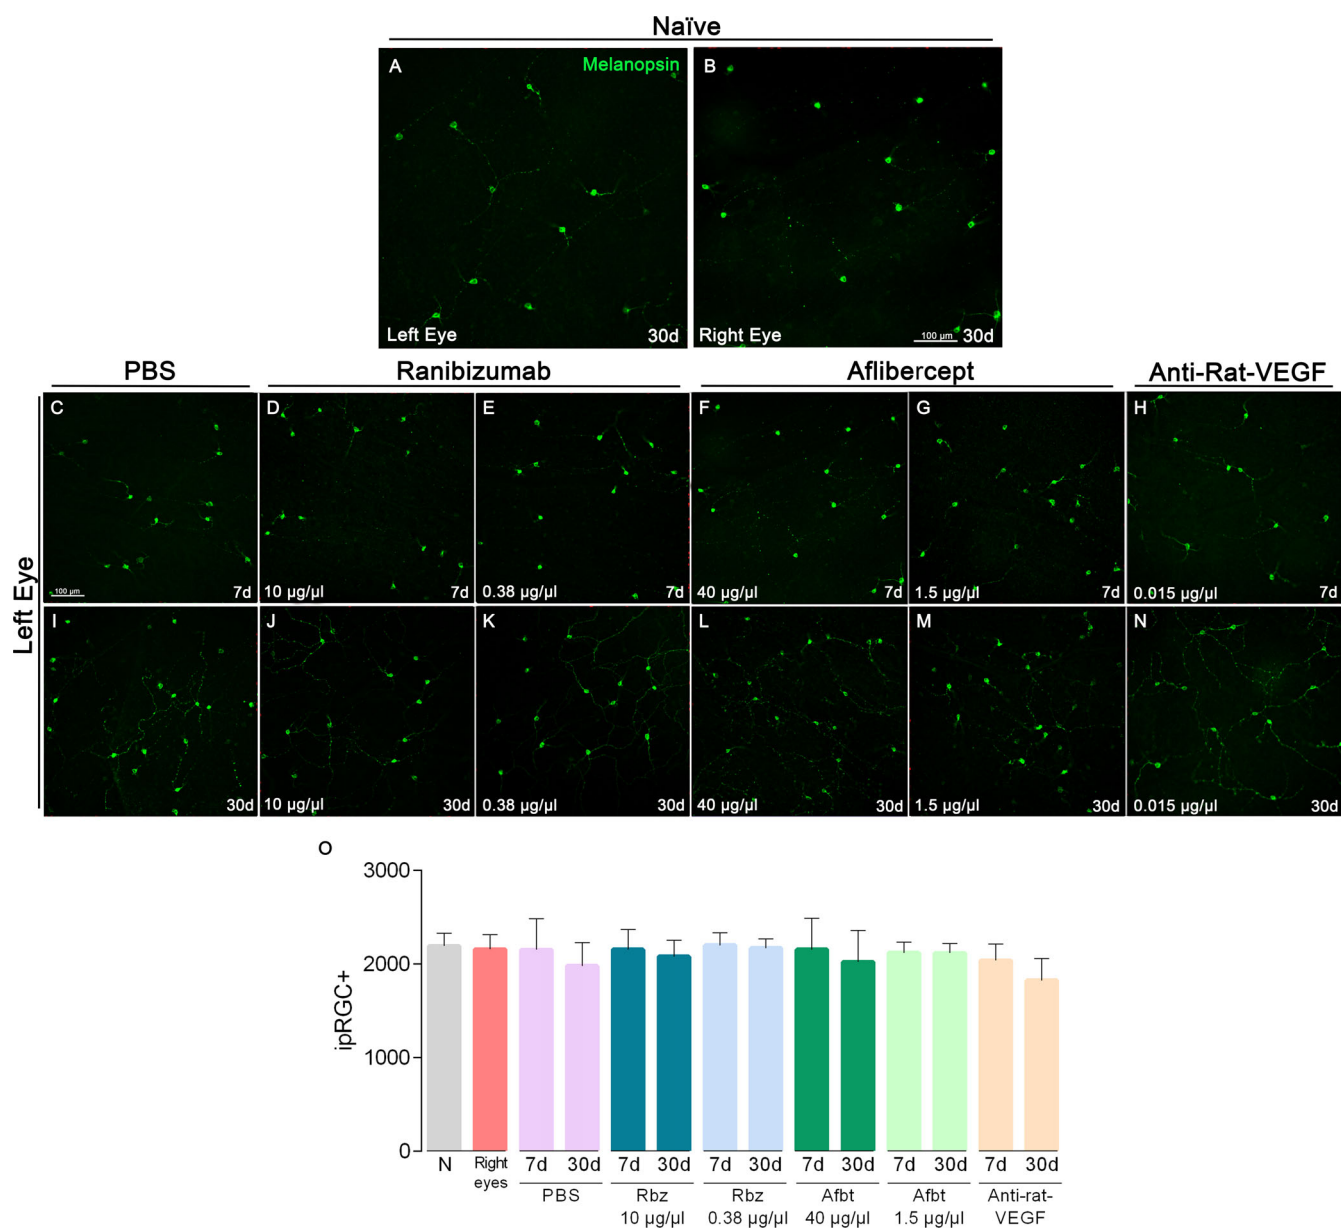 Naïve
A
Melanopsin
B
Left Eye
30d
Right Eye
100 µm
30d
PBS
Ranibizumab
Aflibercept
Anti-Rat-VEGF
Left Eye
C
D
E
F
G
H
100 µm
7d
10 µg/µl
7d
0.38 µg/µl
7d
40 µg/µl
7d
1.5 µg/µl
7d
0.015 µg/µl
7d
I
J
K
L
M
N
30d
10 µg/µl
30d
0.38 µg/µl
30d
40 µg/µl
30d
1.5 µg/µl
30d
0.015 µg/µl
30d
O
3000
2000
1000
0
ipRGC+
N
Right
eyes
7d 30d
7d 30d
7d 30d
7d 30d
7d 30d
7d 30d
PBS
Rbz
10 µg/µl
Rbz
0.38 µg/µl
Afbt
40 µg/µl
Afbt
1.5 µg/µl
Anti-rat-
VEGF